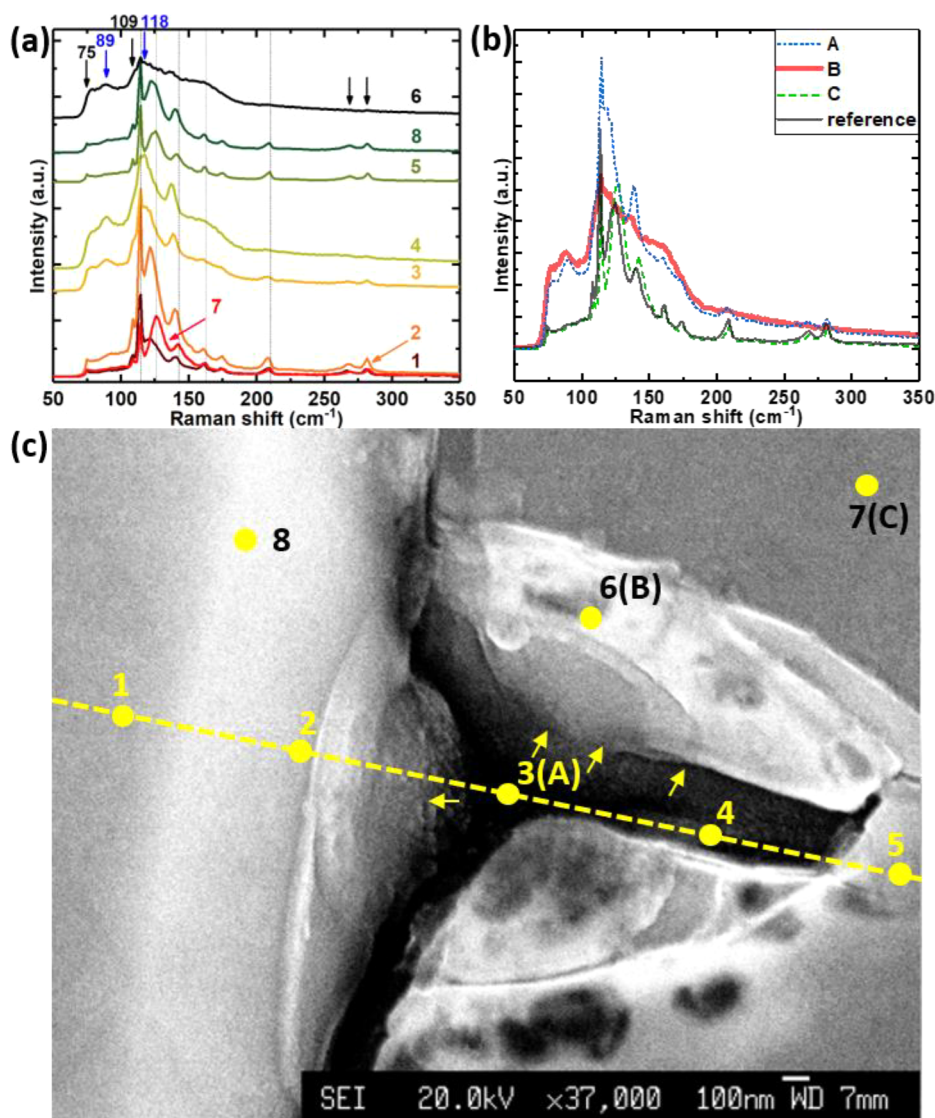 (a)
109
118
75
89
6
8
5
4
3
7
2
1
Intensity (a.u.)
50 100 150 200 250 300 350
Raman shift (cm-1)
(b)
A
B
C
reference
Intensity (a.u.)
50 100 150 200 250 300 350
Raman shift (cm-1)
(c)
8
7(C)
6(B)
1
2
3(A)
4
5
SEI 20.0kV ×37,000 100nm WD 7mm